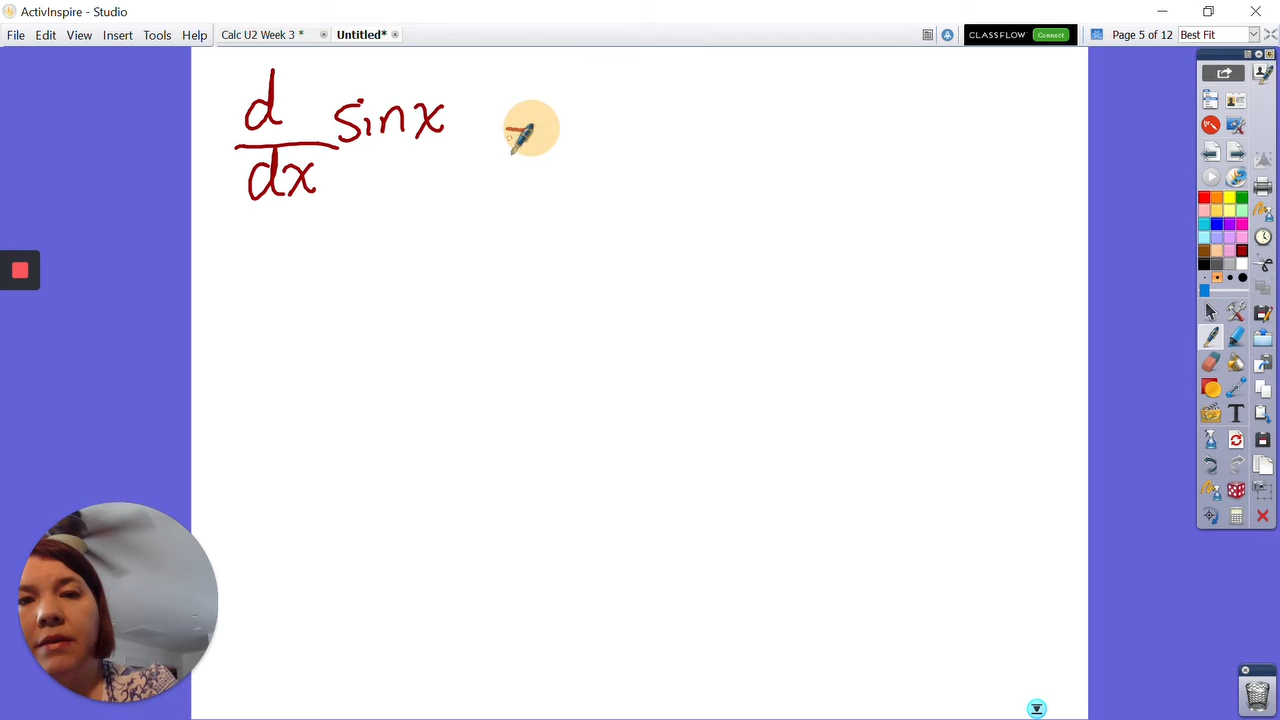 ActivInspire - Studio
File Edit View Insert Tools Help Calc U2 Week 3 * Untitled* CLASSFLOW Connect Page 5 of 12 Best Fit
d/dx sinx